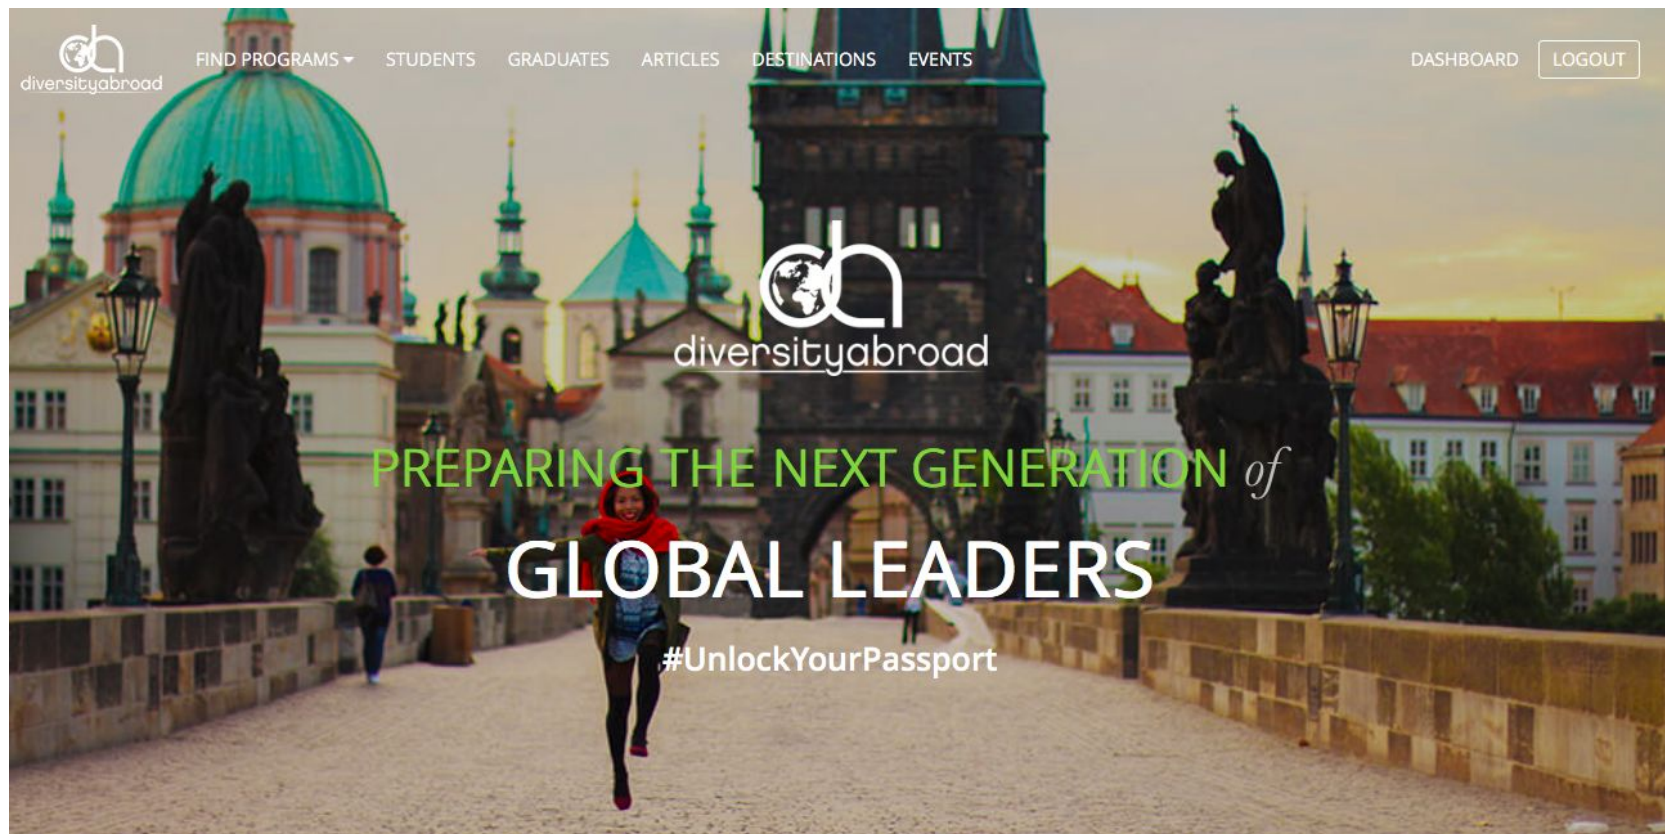 diversityabroad
FIND PROGRAMS
STUDENTS
GRADUATES
ARTICLES
DESTINATIONS
EVENTS
DASHBOARD
LOGOUT
diversityabroad
PREPARING THE NEXT GENERATION of
GLOBAL LEADERS
#UnlockYourPassport